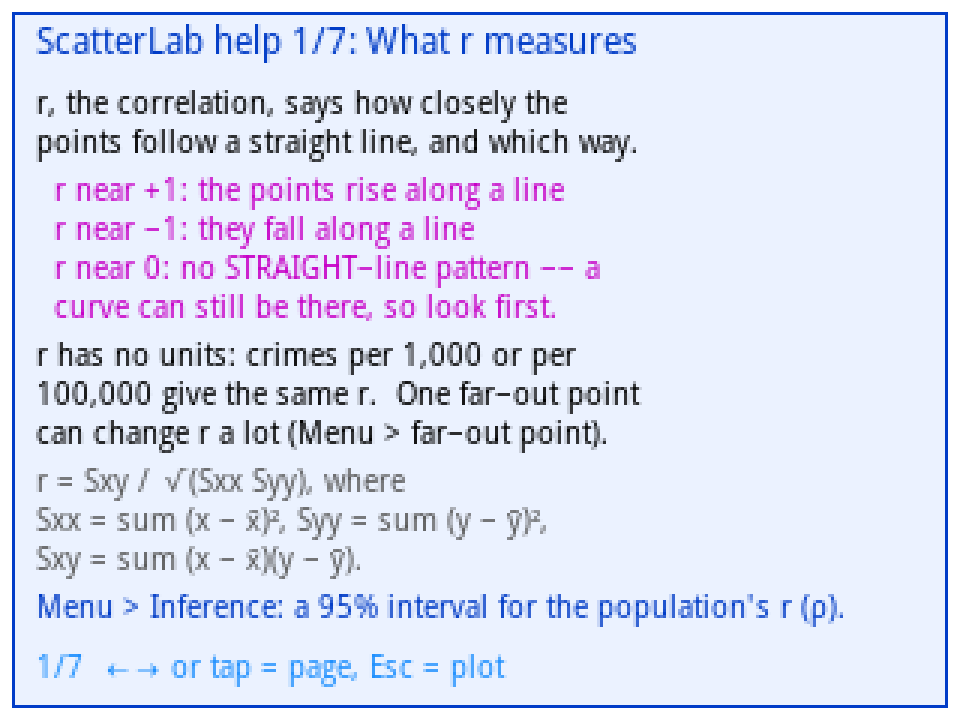 ScatterLab help 1/7: What r measures
r, the correlation, says how closely the
points follow a straight line, and which way.
r near +1: the points rise along a line
r near −1: they fall along a line
r near 0: no STRAIGHT−line pattern −− a
curve can still be there, so look first.
r has no units: crimes per 1,000 or per
100,000 give the same r.  One far−out point
can change r a lot (Menu > far−out point).
r = Sxy / √(Sxx Syy), where
Sxx = sum (x − x̄)², Syy = sum (y − ȳ)²,
Sxy = sum (x − x̄)(y − ȳ).
Menu > Inference: a 95% interval for the population's r (ρ).
1/7  ←→ or tap = page, Esc = plot